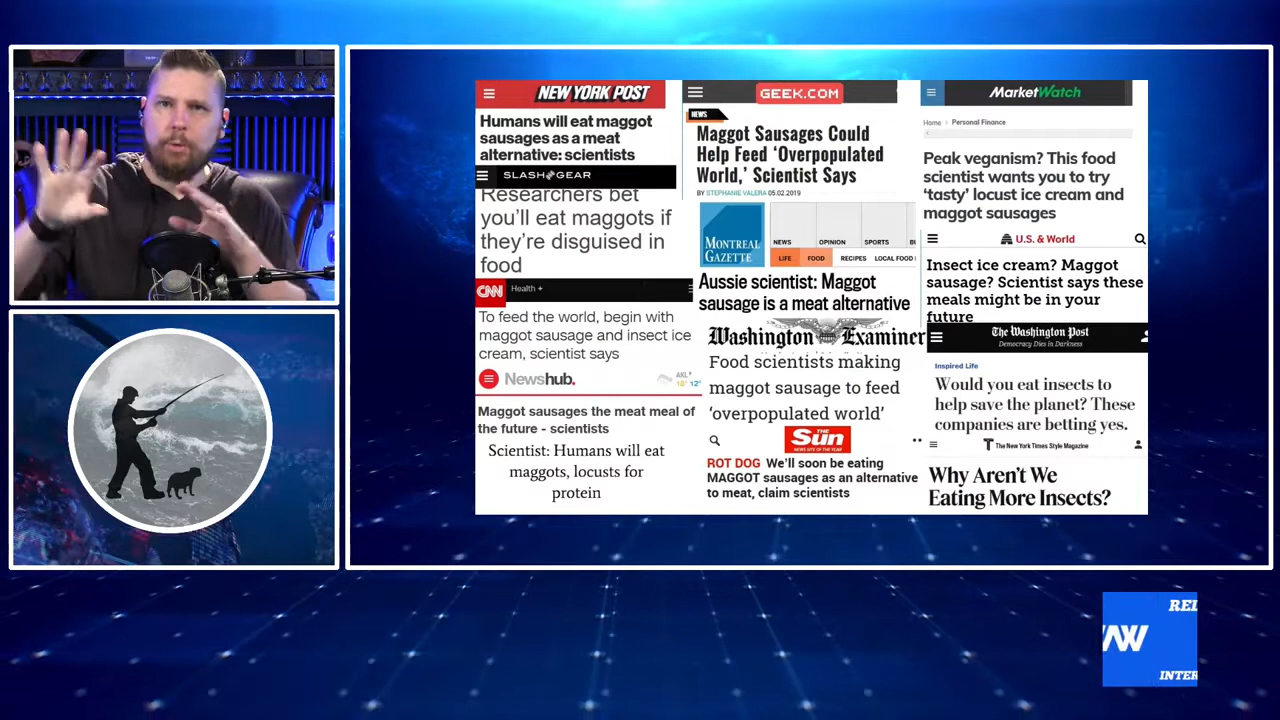 NEW YORK POST
Humans will eat maggot
sausages as a meat
alternative: scientists
SLASH GEAR
Researchers bet
you'll eat maggots if
they're disguised in
food
CNN Health +
To feed the world, begin with
maggot sausage and insect ice
cream, scientist says
Newshub.
Maggot sausages the meat meal of
the future - scientists
Scientist: Humans will eat
maggots, locusts for
protein
GEEK.COM
NEWS
Maggot Sausages Could
Help Feed ‘Overpopulated
World,’ Scientist Says
BY STEPHANIE VALERA 05.02.2019
MONTREAL
GAZETTE
NEWS OPINION SPORTS
LIFE FOOD RECIPES LOCAL FOOD
Aussie scientist: Maggot
sausage is a meat alternative
Washington Examiner
Food scientists making
maggot sausage to feed
‘overpopulated world’
THE
Sun
NEWS SITE OF THE YEAR
ROT DOG We'll soon be eating
MAGGOT sausages as an alternative
to meat, claim scientists
MarketWatch
Home › Personal Finance
Peak veganism? This food
scientist wants you to try
‘tasty’ locust ice cream and
maggot sausages
U.S. & World
Insect ice cream? Maggot
sausage? Scientist says these
meals might be in your
future
The Washington Post
Democracy Dies in Darkness
Inspired Life
Would you eat insects to
help save the planet? These
companies are betting yes.
The New York Times Style Magazine
Why Aren't We
Eating More Insects?
REL
AW
INTER